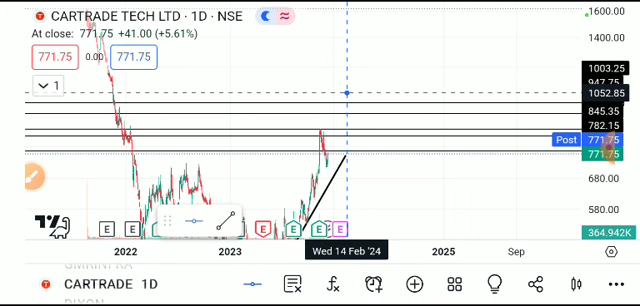 CARTRADE TECH LTD · 1D · NSE
At close: 771.75 +41.00 (+5.61%)
771.75 0.00 771.75
1
1600.00
1400.00
1003.25
947.75
1052.85
845.35
782.15
Post 771.75
771.75
680.00
580.00
364.942K
E E E E E E
Wed 14 Feb '24
2022 2023 2025 Sep
CARTRADE 1D